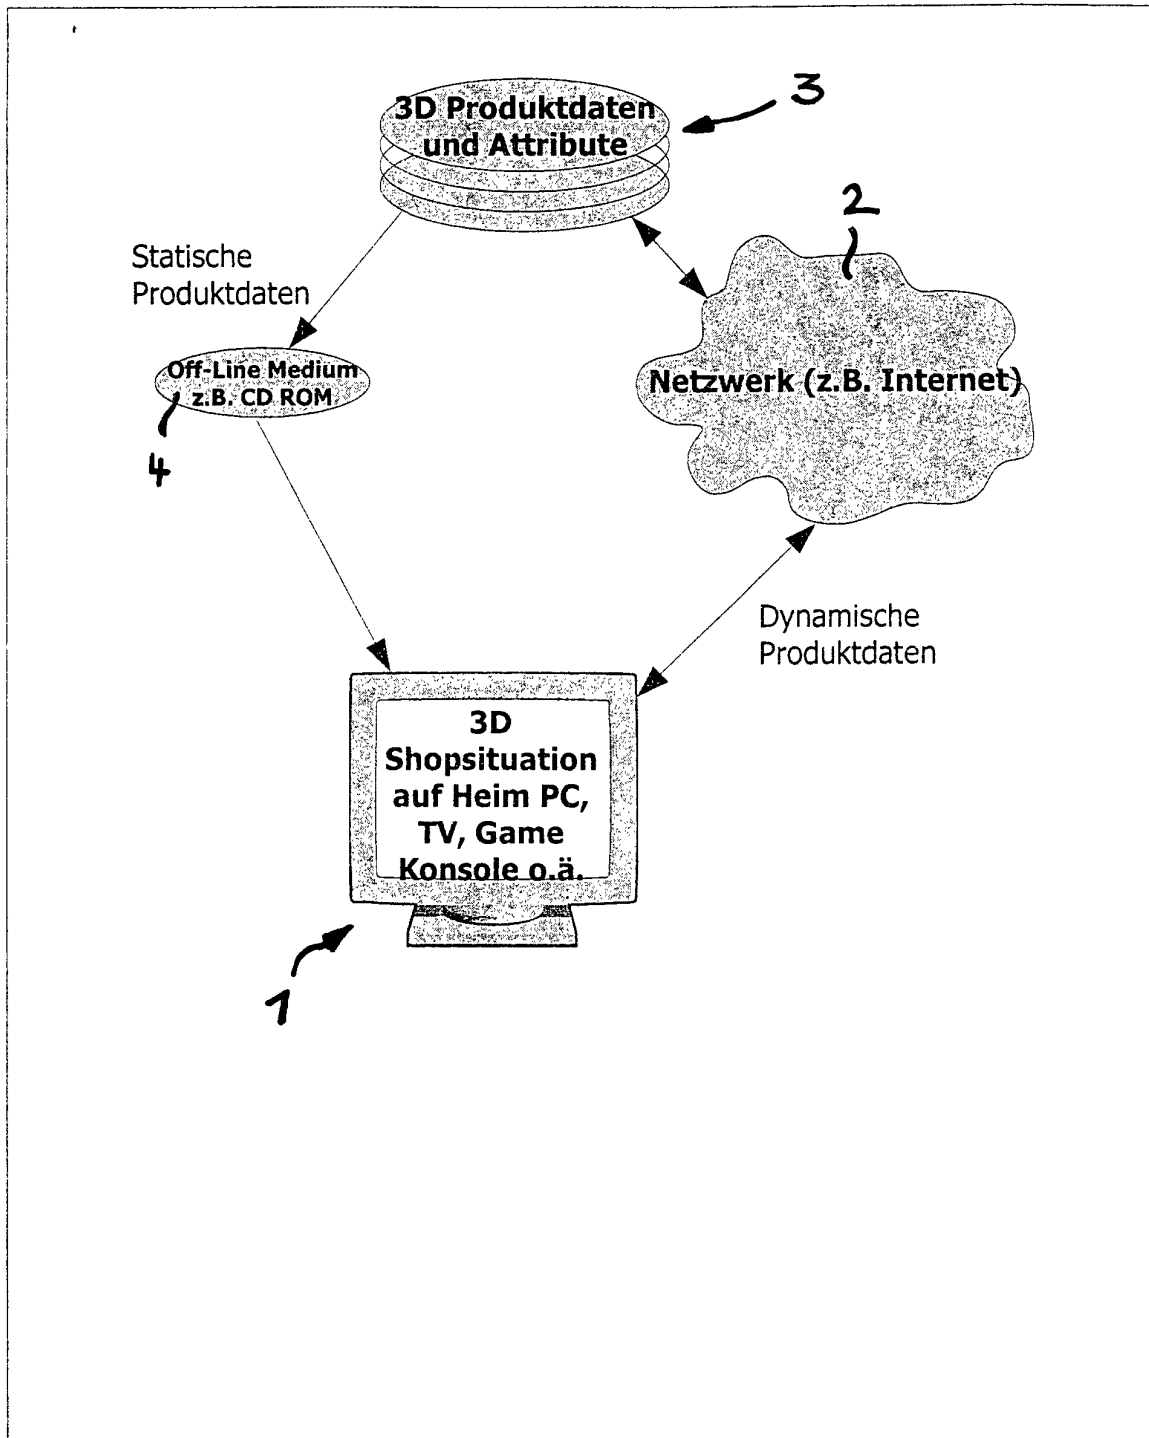 3D Produktdaten
und Attribute
3
2
Statische
Produktdaten
Off-Line Medium
z.B. CD ROM
4
Netzwerk (z.B. Internet)
Dynamische
Produktdaten
3D
Shopsituation
auf Heim PC,
TV, Game
Konsole o.ä.
1